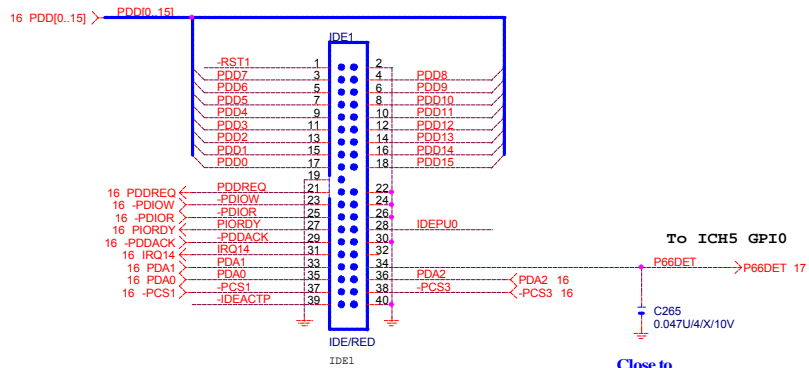 16 PDD[0..15] PDD[0..15]
IDE1
-RST1 1 2
PDD7 3 4 PDD8
PDD6 5 6 PDD9
PDD5 7 8 PDD10
PDD4 9 10 PDD11
PDD3 11 12 PDD12
PDD2 13 14 PDD13
PDD1 15 16 PDD14
PDD0 17 18 PDD15
19
16 PDDREQ PDDREQ 21 22
16 -PDIOW -PDIOW 23 24
16 -PDIOR -PDIOR 25 26
16 PIORDY PIORDY 27 28 IDEPU0
16 -PDDACK -PDDACK 29 30
16 IRQ14 IRQ14 31 32
16 PDA1 PDA1 33 34
16 PDA0 PDA0 35 36 PDA2 PDA2 16
16 -PCS1 -PCS1 37 38 -PCS3 -PCS3 16
-IDEACTP 39 40
To ICH5 GPI0
P66DET P66DET 17
C265
0.047U/4/X/10V
IDE/RED
IDE1
Close to